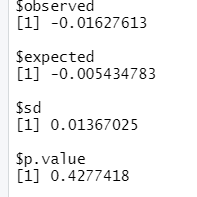 $observed
[1] -0.01627613
$expected
[1] -0.005434783
$sd
[1] 0.01367025
$p.value
[1] 0.4277418